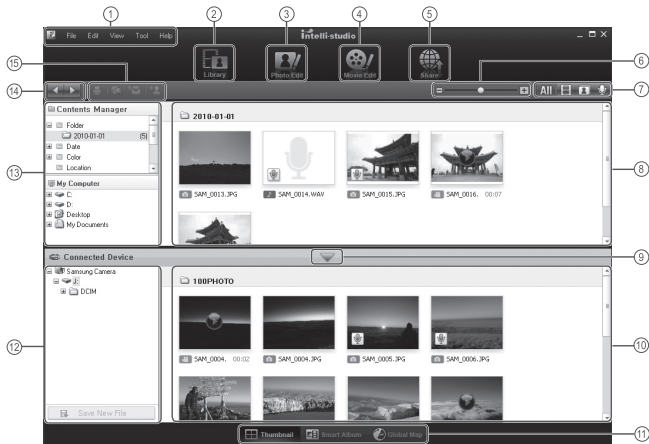 1
2
3
4
5
File Edit View Tool Help
intelli-studio
6
Library
Photo Edit
Movie Edit
Share
15
14
All
7
Contents Manager
Folder
2010-01-01 (5)
Date
Color
Location
2010-01-01
SAM_0013.JPG
SAM_0014.WAV
SAM_0015.JPG
SAM_0016. 00:07
13
8
My Computer
C:
D:
Desktop
My Documents
Connected Device
9
Samsung Camera
J:
DCIM
100PHOTO
SAM_0004. 00:02
SAM_0004.JPG
SAM_0005.JPG
SAM_0006.JPG
12
10
Save New File
Thumbnail
Smart Album
Global Map
11